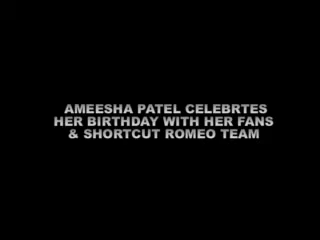 AMEESHA PATEL CELEBRTES
HER BIRTHDAY WITH HER FANS
& SHORTCUT ROMEO TEAM